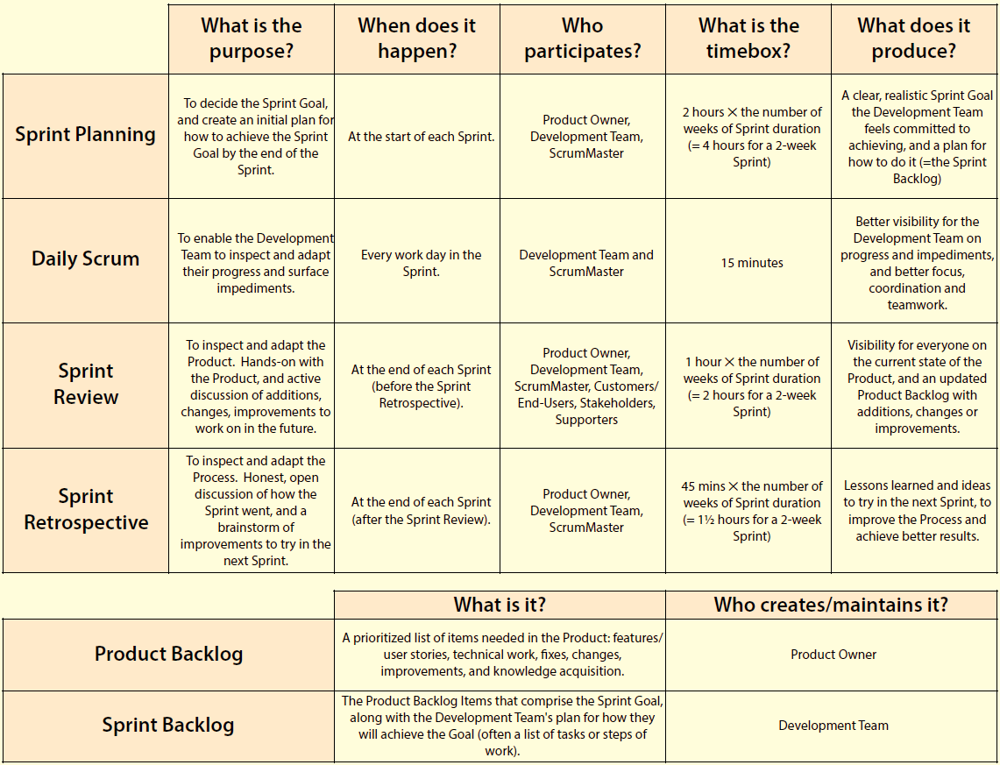 What is the
purpose?
When does it
happen?
Who
participates?
What is the
timebox?
What does it
produce?
Sprint Planning
To decide the Sprint Goal,
and create an initial plan for
how to achieve the Sprint
Goal by the end of the
Sprint.
At the start of each Sprint.
Product Owner,
Development Team,
ScrumMaster
2 hours × the number of
weeks of Sprint duration
(= 4 hours for a 2-week
Sprint)
A clear, realistic Sprint Goal
the Development Team
feels committed to
achieving, and a plan for
how to do it (=the Sprint
Backlog)
Daily Scrum
To enable the Development
Team to inspect and adapt
their progress and surface
impediments.
Every work day in the
Sprint.
Development Team and
ScrumMaster
15 minutes
Better visibility for the
Development Team on
progress and impediments,
and better focus,
coordination and
teamwork.
Sprint
Review
To inspect and adapt the
Product. Hands-on with
the Product, and active
discussion of additions,
changes, improvements to
work on in the future.
At the end of each Sprint
(before the Sprint
Retrospective).
Product Owner,
Development Team,
ScrumMaster, Customers/
End-Users, Stakeholders,
Supporters
1 hour × the number of
weeks of Sprint duration
(= 2 hours for a 2-week
Sprint)
Visibility for everyone on
the current state of the
Product, and an updated
Product Backlog with
additions, changes or
improvements.
Sprint
Retrospective
To inspect and adapt the
Process. Honest, open
discussion of how the
Sprint went, and a
brainstorm of
improvements to try in the
next Sprint.
At the end of each Sprint
(after the Sprint Review).
Product Owner,
Development Team,
ScrumMaster
45 mins × the number of
weeks of Sprint duration
(= 1½ hours for a 2-week
Sprint)
Lessons learned and ideas
to try in the next Sprint, to
improve the Process and
achieve better results.
What is it?
Who creates/maintains it?
Product Backlog
A prioritized list of items needed in the Product: features/
user stories, technical work, fixes, changes,
improvements, and knowledge acquisition.
Product Owner
Sprint Backlog
The Product Backlog Items that comprise the Sprint Goal,
along with the Development Team's plan for how they
will achieve the Goal (often a list of tasks or steps of
work).
Development Team